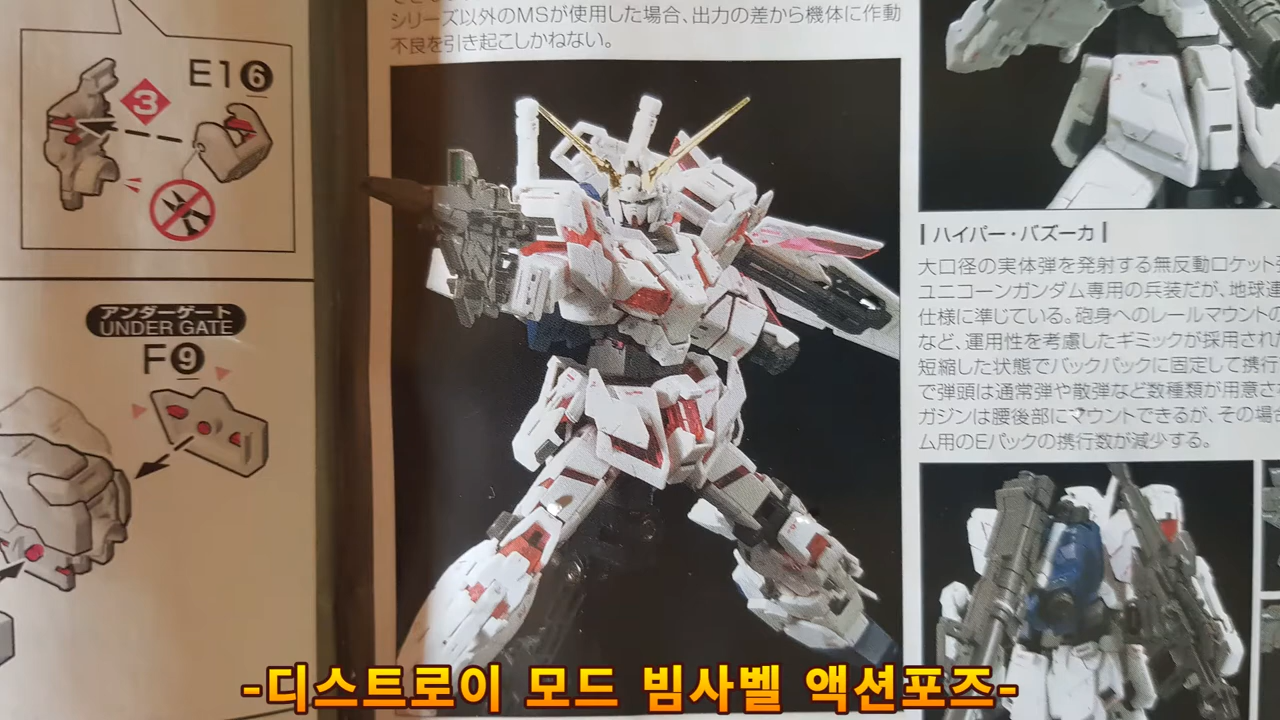 シリーズ以外のMSが使用した場合、出力の差から機体に作動
不良を引き起こしかねない。
3
E1 6
アンダーゲート
UNDER GATE
F 9
ハイパー・バズーカ
大口径の実体弾を発射する無反動ロケット
ユニコーンガンダム専用の兵装だが、地球連
仕様に準じている。砲身へのレールマウントの
など、運用性を考慮したギミックが採用され
短縮した状態でバックパックに固定して携行
で弾頭は通常弾や散弾など数種類が用意さ
ガジンは腰後部にマウントできるが、その場合
ム用のEパックの携行数が減少する。
-디스트로이 모드 빔사벨 액션포즈-